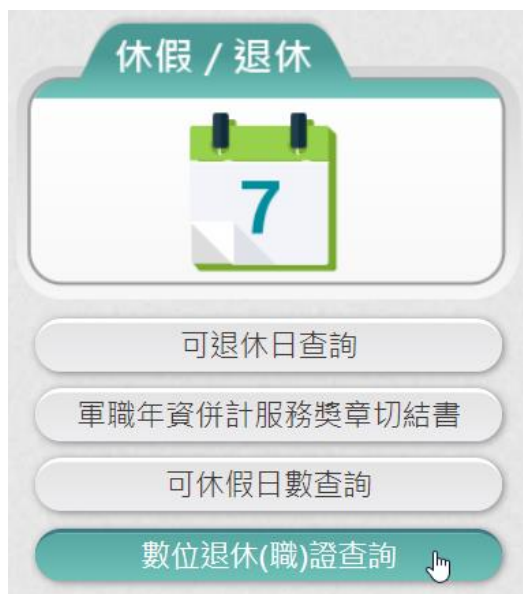 休假 / 退休
7
可退休日查詢
軍職年資併計服務獎章切結書
可休假日數查詢
數位退休(職)證查詢